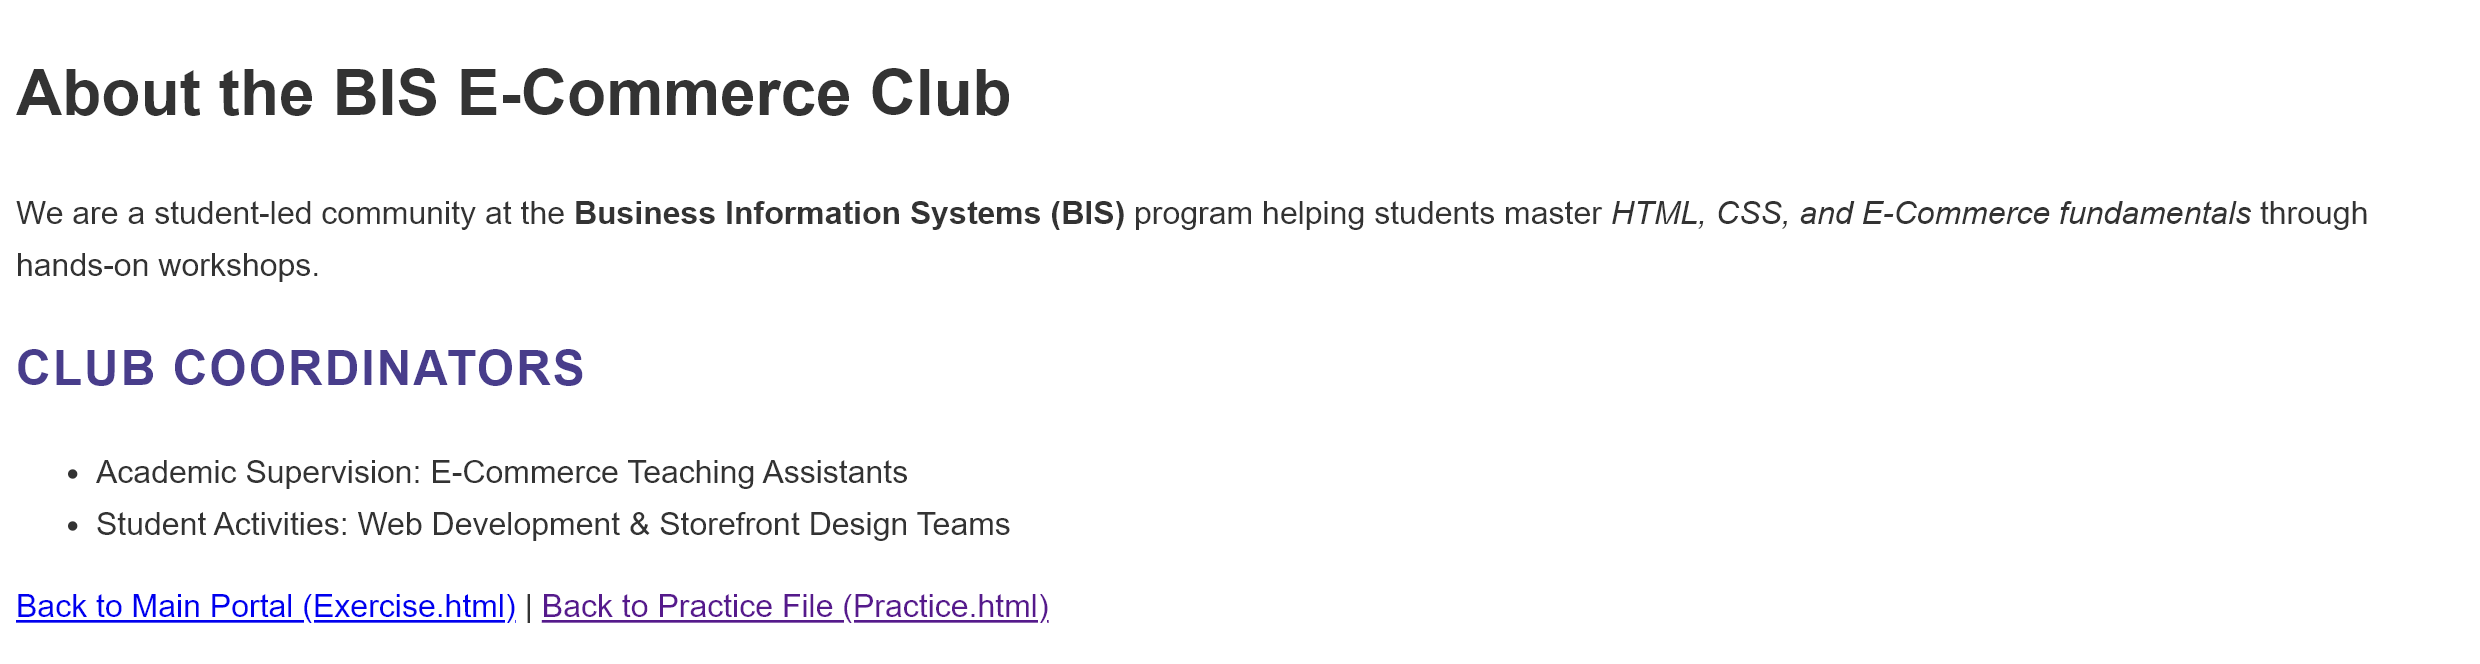 About the BIS E-Commerce Club
We are a student-led community at the Business Information Systems (BIS) program helping students master HTML, CSS, and E-Commerce fundamentals through
hands-on workshops.
CLUB COORDINATORS
• Academic Supervision: E-Commerce Teaching Assistants
• Student Activities: Web Development & Storefront Design Teams
Back to Main Portal (Exercise.html) | Back to Practice File (Practice.html)